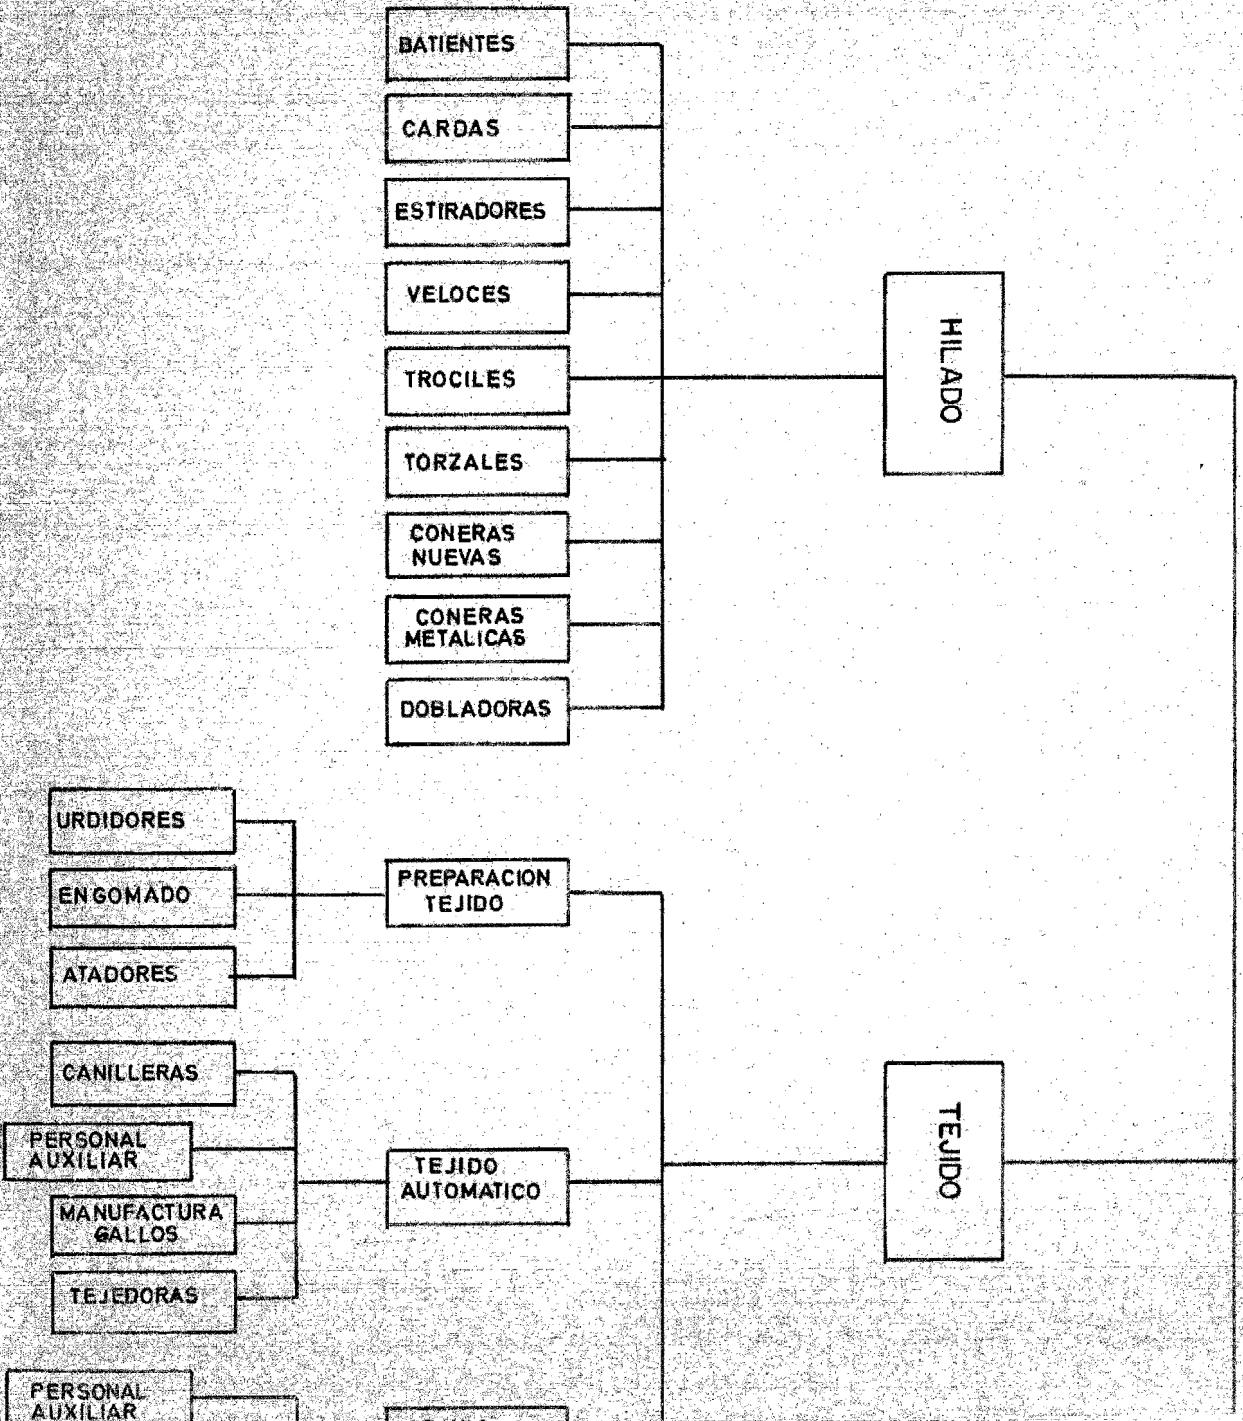 BATIENTES
CARDAS
ESTIRADORES
VELOCES
TROCILES
TORZALES
CONERAS
NUEVAS
CONERAS
METALICAS
DOBLADORAS
HILADO
URDIDORES
ENGOMADO
ATADORES
PREPARACION
TEJIDO
CANILLERAS
PERSONAL
AUXILIAR
MANUFACTURA
GALLOS
TEJEDORAS
TEJIDO
AUTOMATICO
TEJIDO
PERSONAL
AUXILIAR